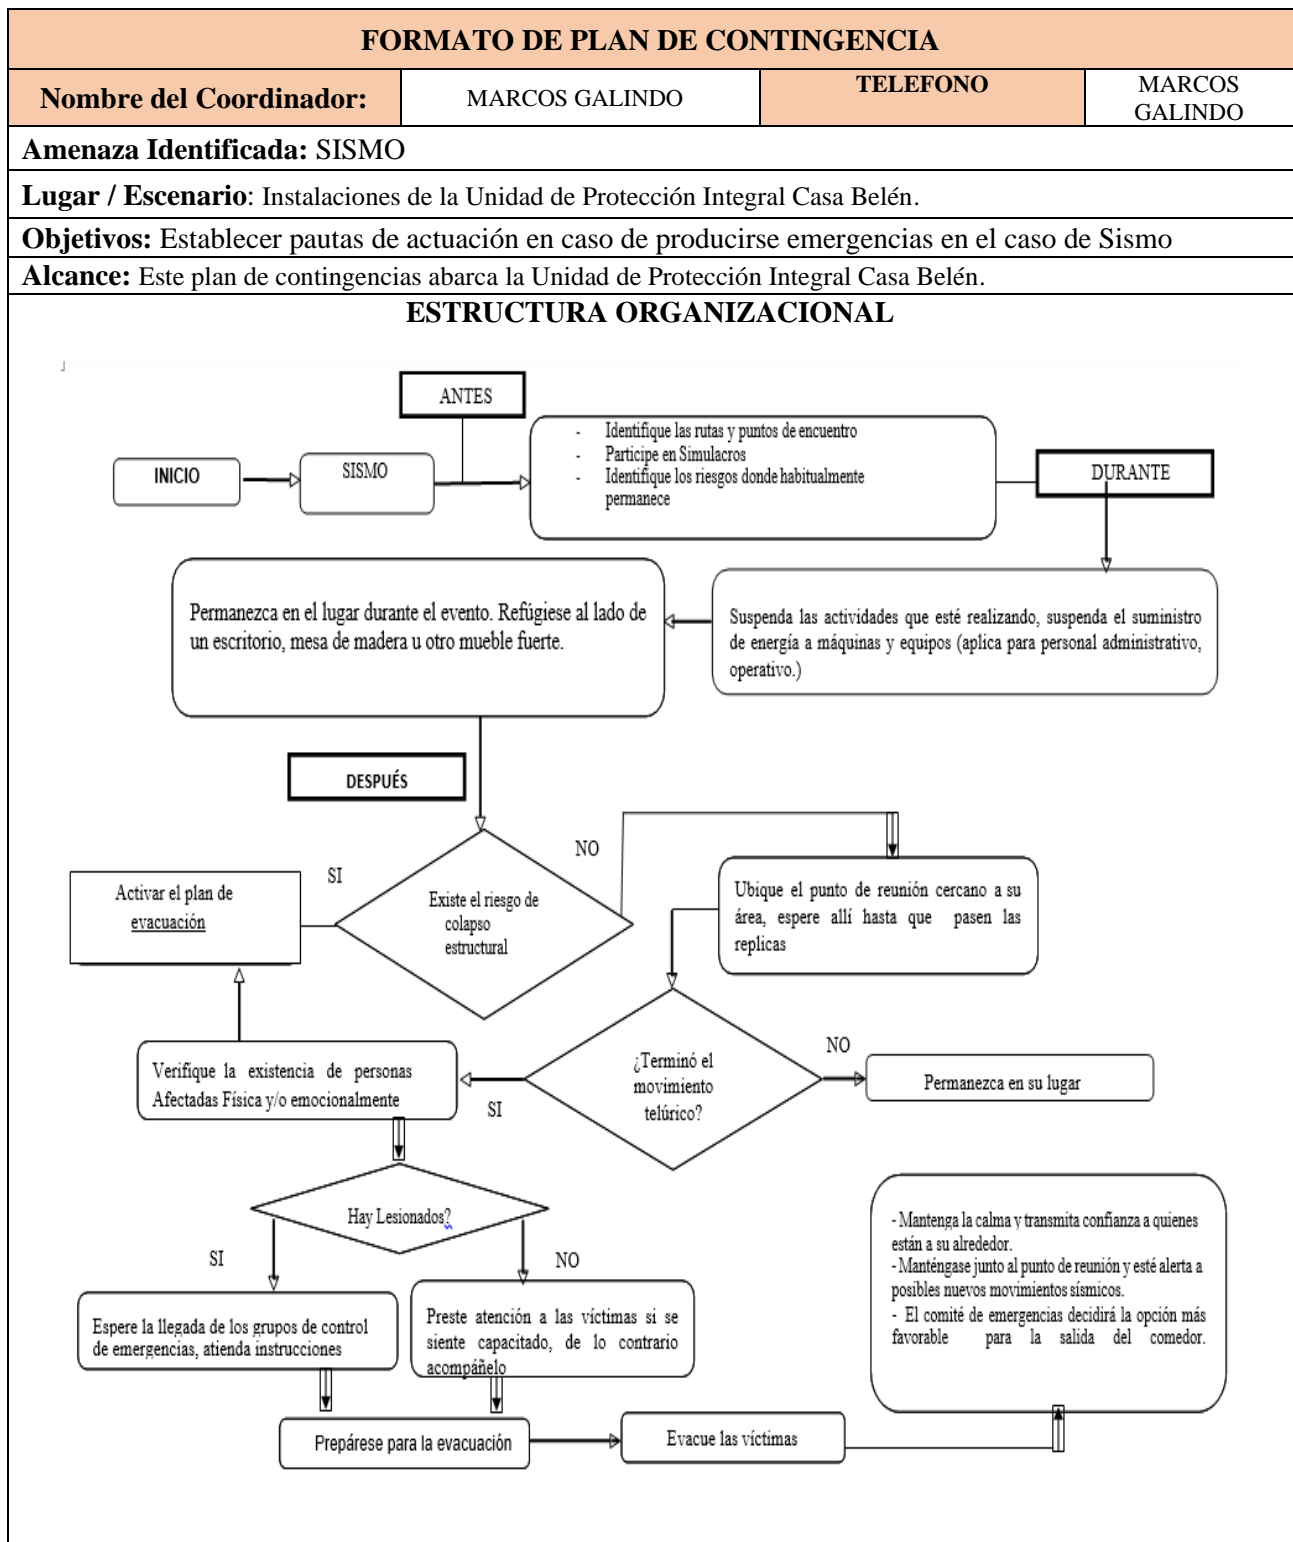 FORMATO DE PLAN DE CONTINGENCIA
Nombre del Coordinador:
MARCOS GALINDO
TELEFONO
MARCOS
GALINDO
Amenaza Identificada: SISMO
Lugar / Escenario: Instalaciones de la Unidad de Protección Integral Casa Belén.
Objetivos: Establecer pautas de actuación en caso de producirse emergencias en el caso de Sismo
Alcance: Este plan de contingencias abarca la Unidad de Protección Integral Casa Belén.
ESTRUCTURA ORGANIZACIONAL
ANTES
INICIO
SISMO
- Identifique las rutas y puntos de encuentro
- Participe en Simulacros
- Identifique los riesgos donde habitualmente
permanece
DURANTE
Suspenda las actividades que esté realizando, suspenda el suministro
de energía a máquinas y equipos (aplica para personal administrativo,
operativo.)
Permanezca en el lugar durante el evento. Refúgiese al lado de
un escritorio, mesa de madera u otro mueble fuerte.
DESPUÉS
Existe el riesgo de
colapso
estructural
SI
NO
Activar el plan de
evacuación
Ubique el punto de reunión cercano a su
área, espere allí hasta que pasen las
replicas
¿Terminó el
movimiento
telúrico?
NO
Permanezca en su lugar
SI
Verifique la existencia de personas
Afectadas Física y/o emocionalmente
Hay Lesionados?
SI
NO
Espere la llegada de los grupos de control
de emergencias, atienda instrucciones
Preste atención a las víctimas si se
siente capacitado, de lo contrario
acompáñelo
Prepárese para la evacuación
Evacue las víctimas
- Mantenga la calma y transmita confianza a quienes
están a su alrededor.
- Manténgase junto al punto de reunión y esté alerta a
posibles nuevos movimientos sísmicos.
- El comité de emergencias decidirá la opción más
favorable para la salida del comedor.